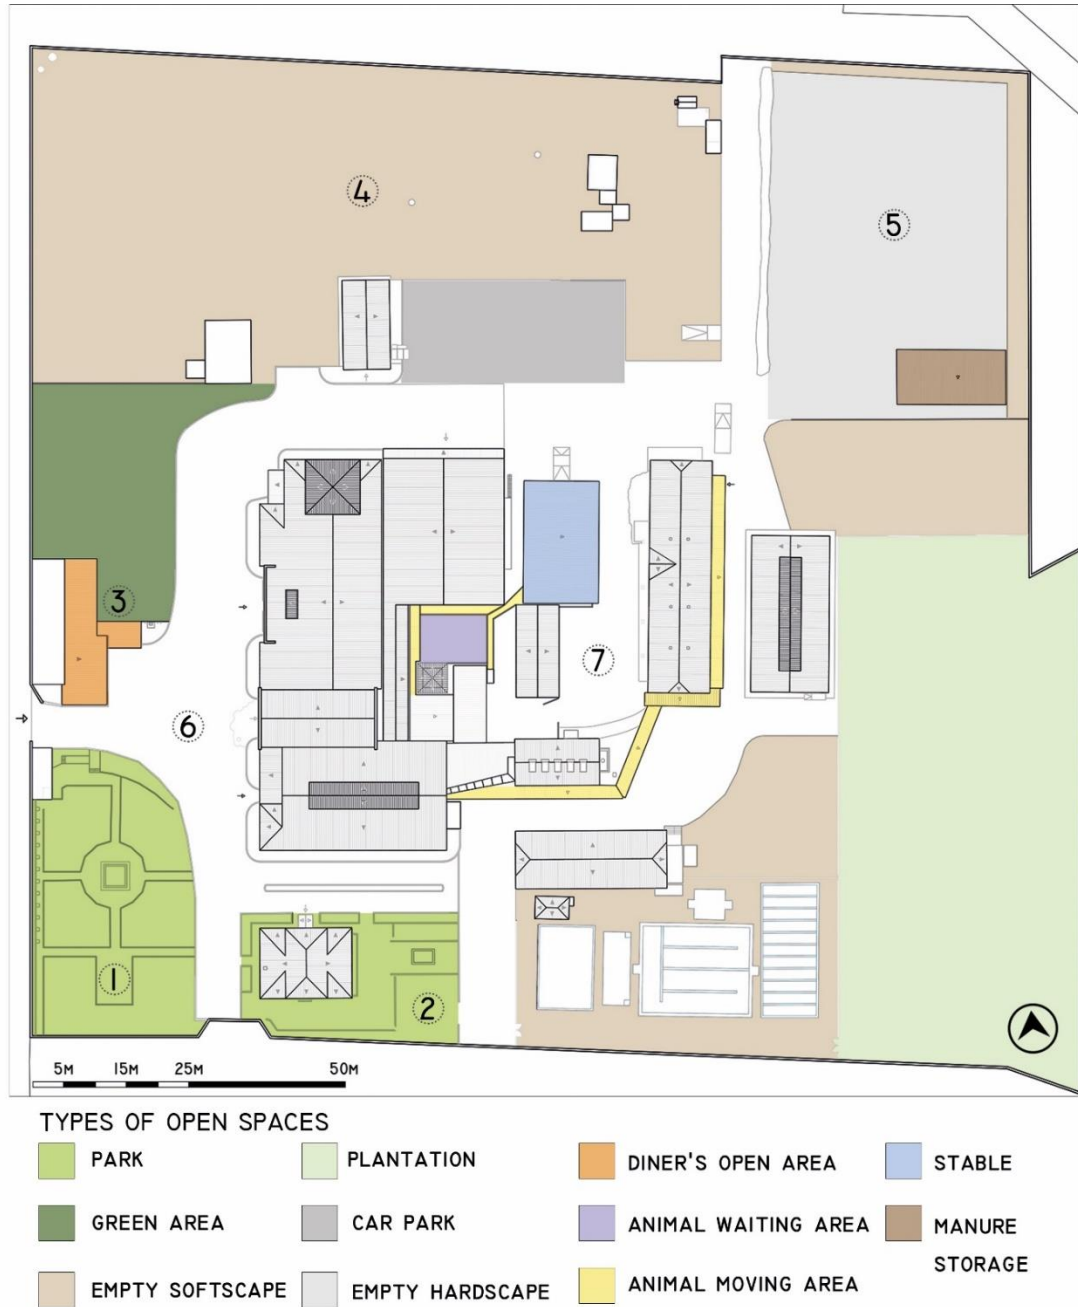 4
5
3
7
6
1
2
5M 15M 25M 50M
TYPES OF OPEN SPACES
PARK PLANTATION DINER'S OPEN AREA STABLE
GREEN AREA CAR PARK ANIMAL WAITING AREA MANURE STORAGE
EMPTY SOFTSCAPE EMPTY HARDSCAPE ANIMAL MOVING AREA